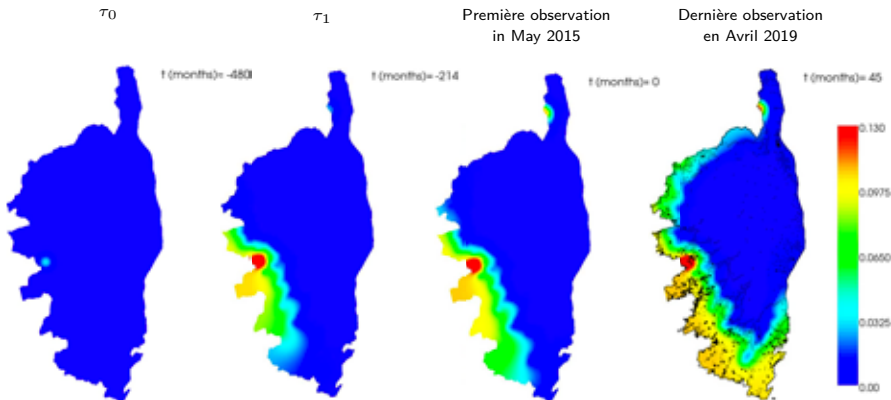 τ0
τ1
Première observation
in May 2015
Dernière observation
en Avril 2019
t (months)= -480
t (months)= -214
t (months)= 0
t (months)= 45
0.130
0.0975
0.0650
0.0325
0.00